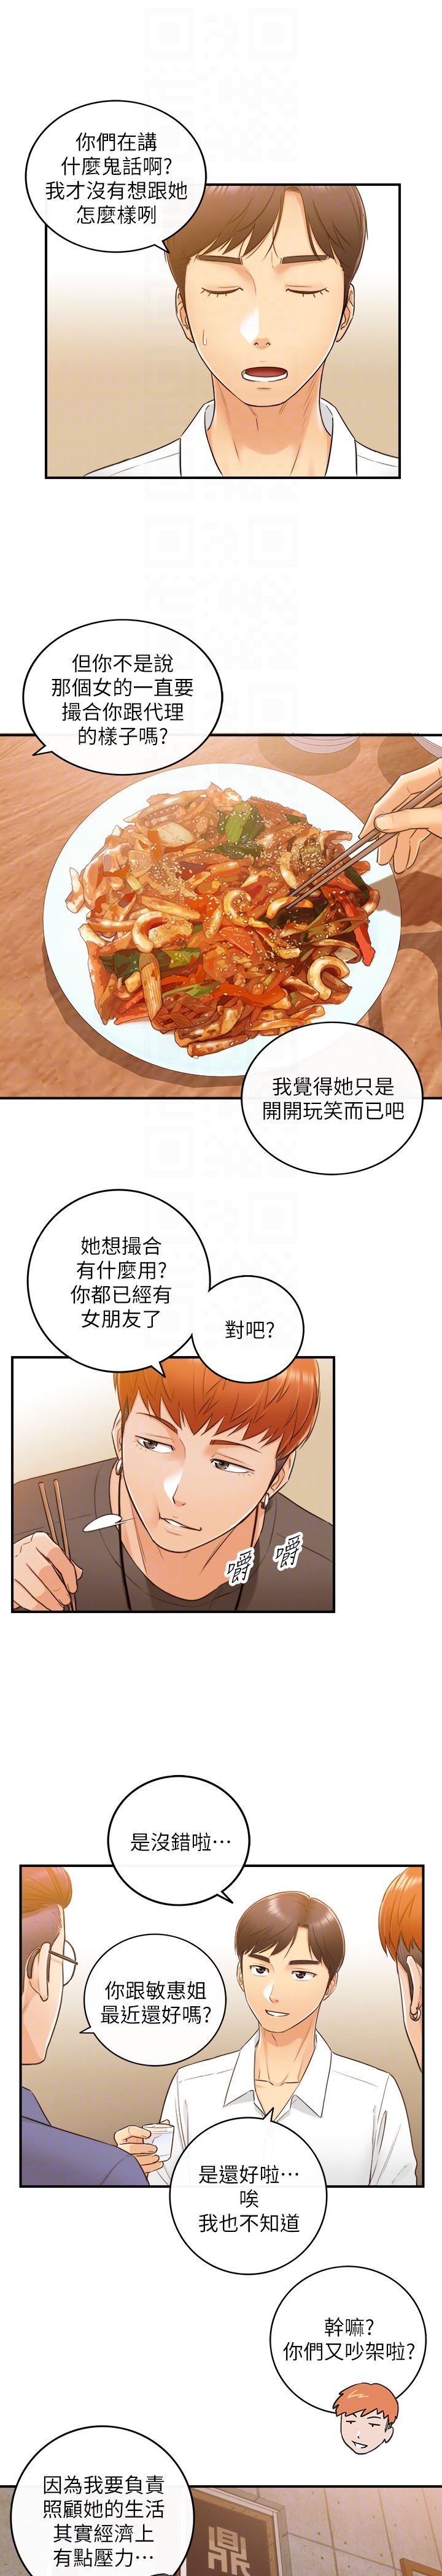 你們在講
什麼鬼話啊?
我才沒有想跟她
怎麼樣咧
但你不是說
那個女的一直要
撮合你跟代理
的樣子嗎?
我覺得她只是
開開玩笑而已吧
她想撮合
有什麼用?
你都已經有
女朋友了
對吧?
嚼
嚼
是沒錯啦…
你跟敏惠姐
最近還好嗎?
是還好啦…
唉
我也不知道
幹嘛?
你們又吵架啦?
因為我要負責
照顧她的生活
其實經濟上
有點壓力…
鼎